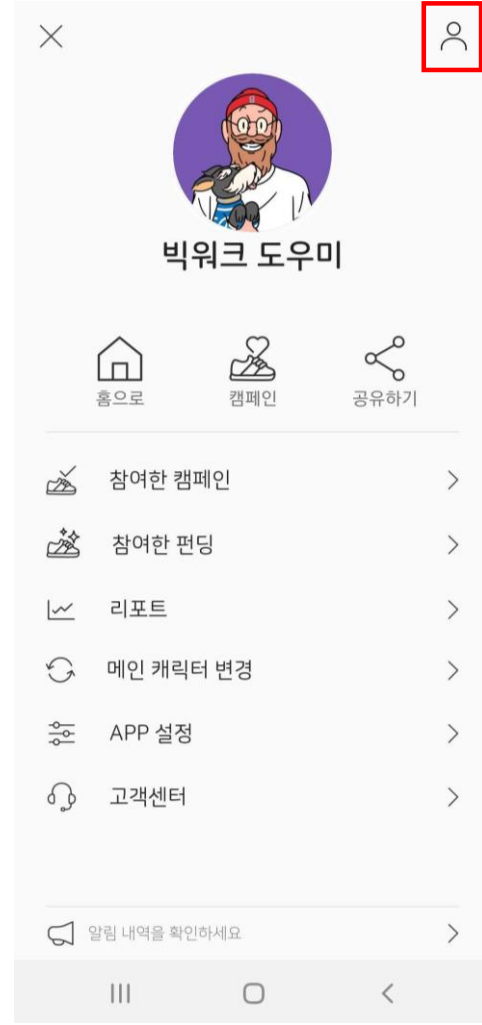 빅워크 도우미
홈으로 캠페인 공유하기
참여한 캠페인
참여한 펀딩
리포트
메인 캐릭터 변경
APP 설정
고객센터
알림 내역을 확인하세요